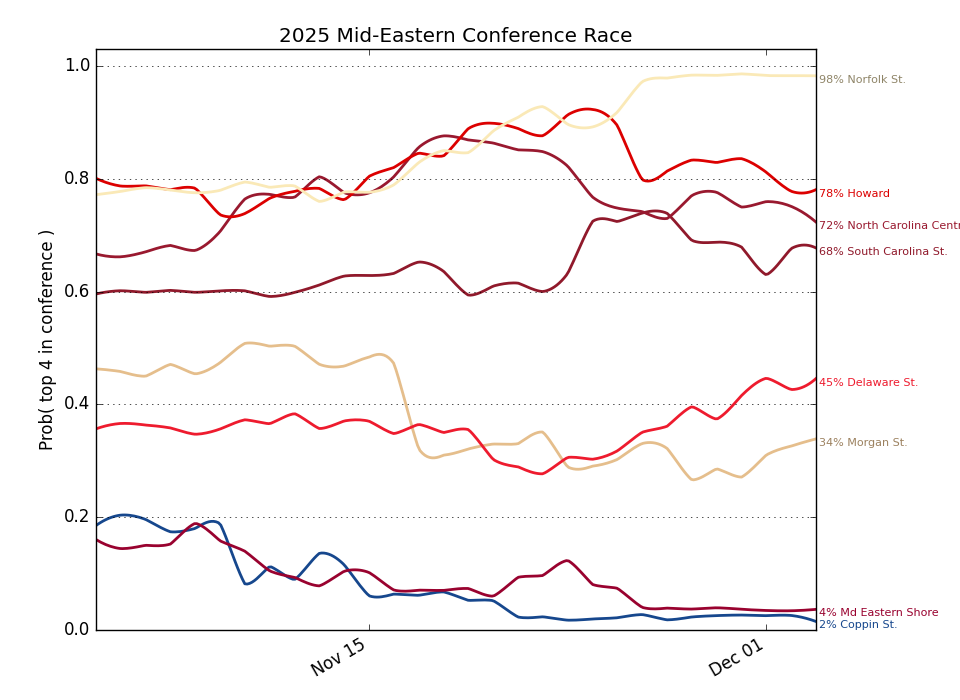 2025 Mid-Eastern Conference Race
Prob( top 4 in conference )
1.0
0.8
0.6
0.4
0.2
0.0
Nov 15
Dec 01
98% Norfolk St.
78% Howard
72% North Carolina Centr
68% South Carolina St.
45% Delaware St.
34% Morgan St.
4% Md Eastern Shore
2% Coppin St.